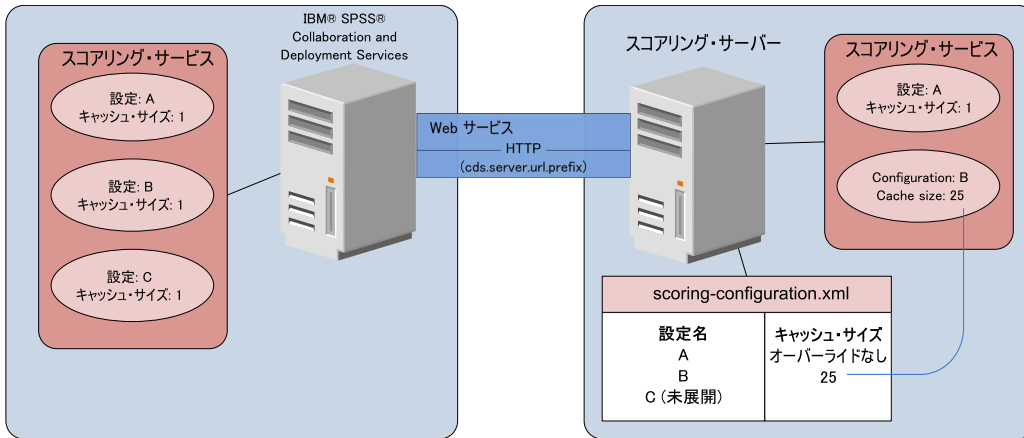 IBM® SPSS®
Collaboration and
Deployment Services
スコアリング・サービス
設定: A
キャッシュ・サイズ: 1
設定: B
キャッシュ・サイズ: 1
設定: C
キャッシュ・サイズ: 1
Web サービス
HTTP
(cds.server.url.prefix)
スコアリング・サーバー
スコアリング・サービス
設定: A
キャッシュ・サイズ: 1
Configuration: B
Cache size: 25
scoring-configuration.xml
設定名
A
B
C (未展開)
キャッシュ・サイズ
オーバーライドなし
25